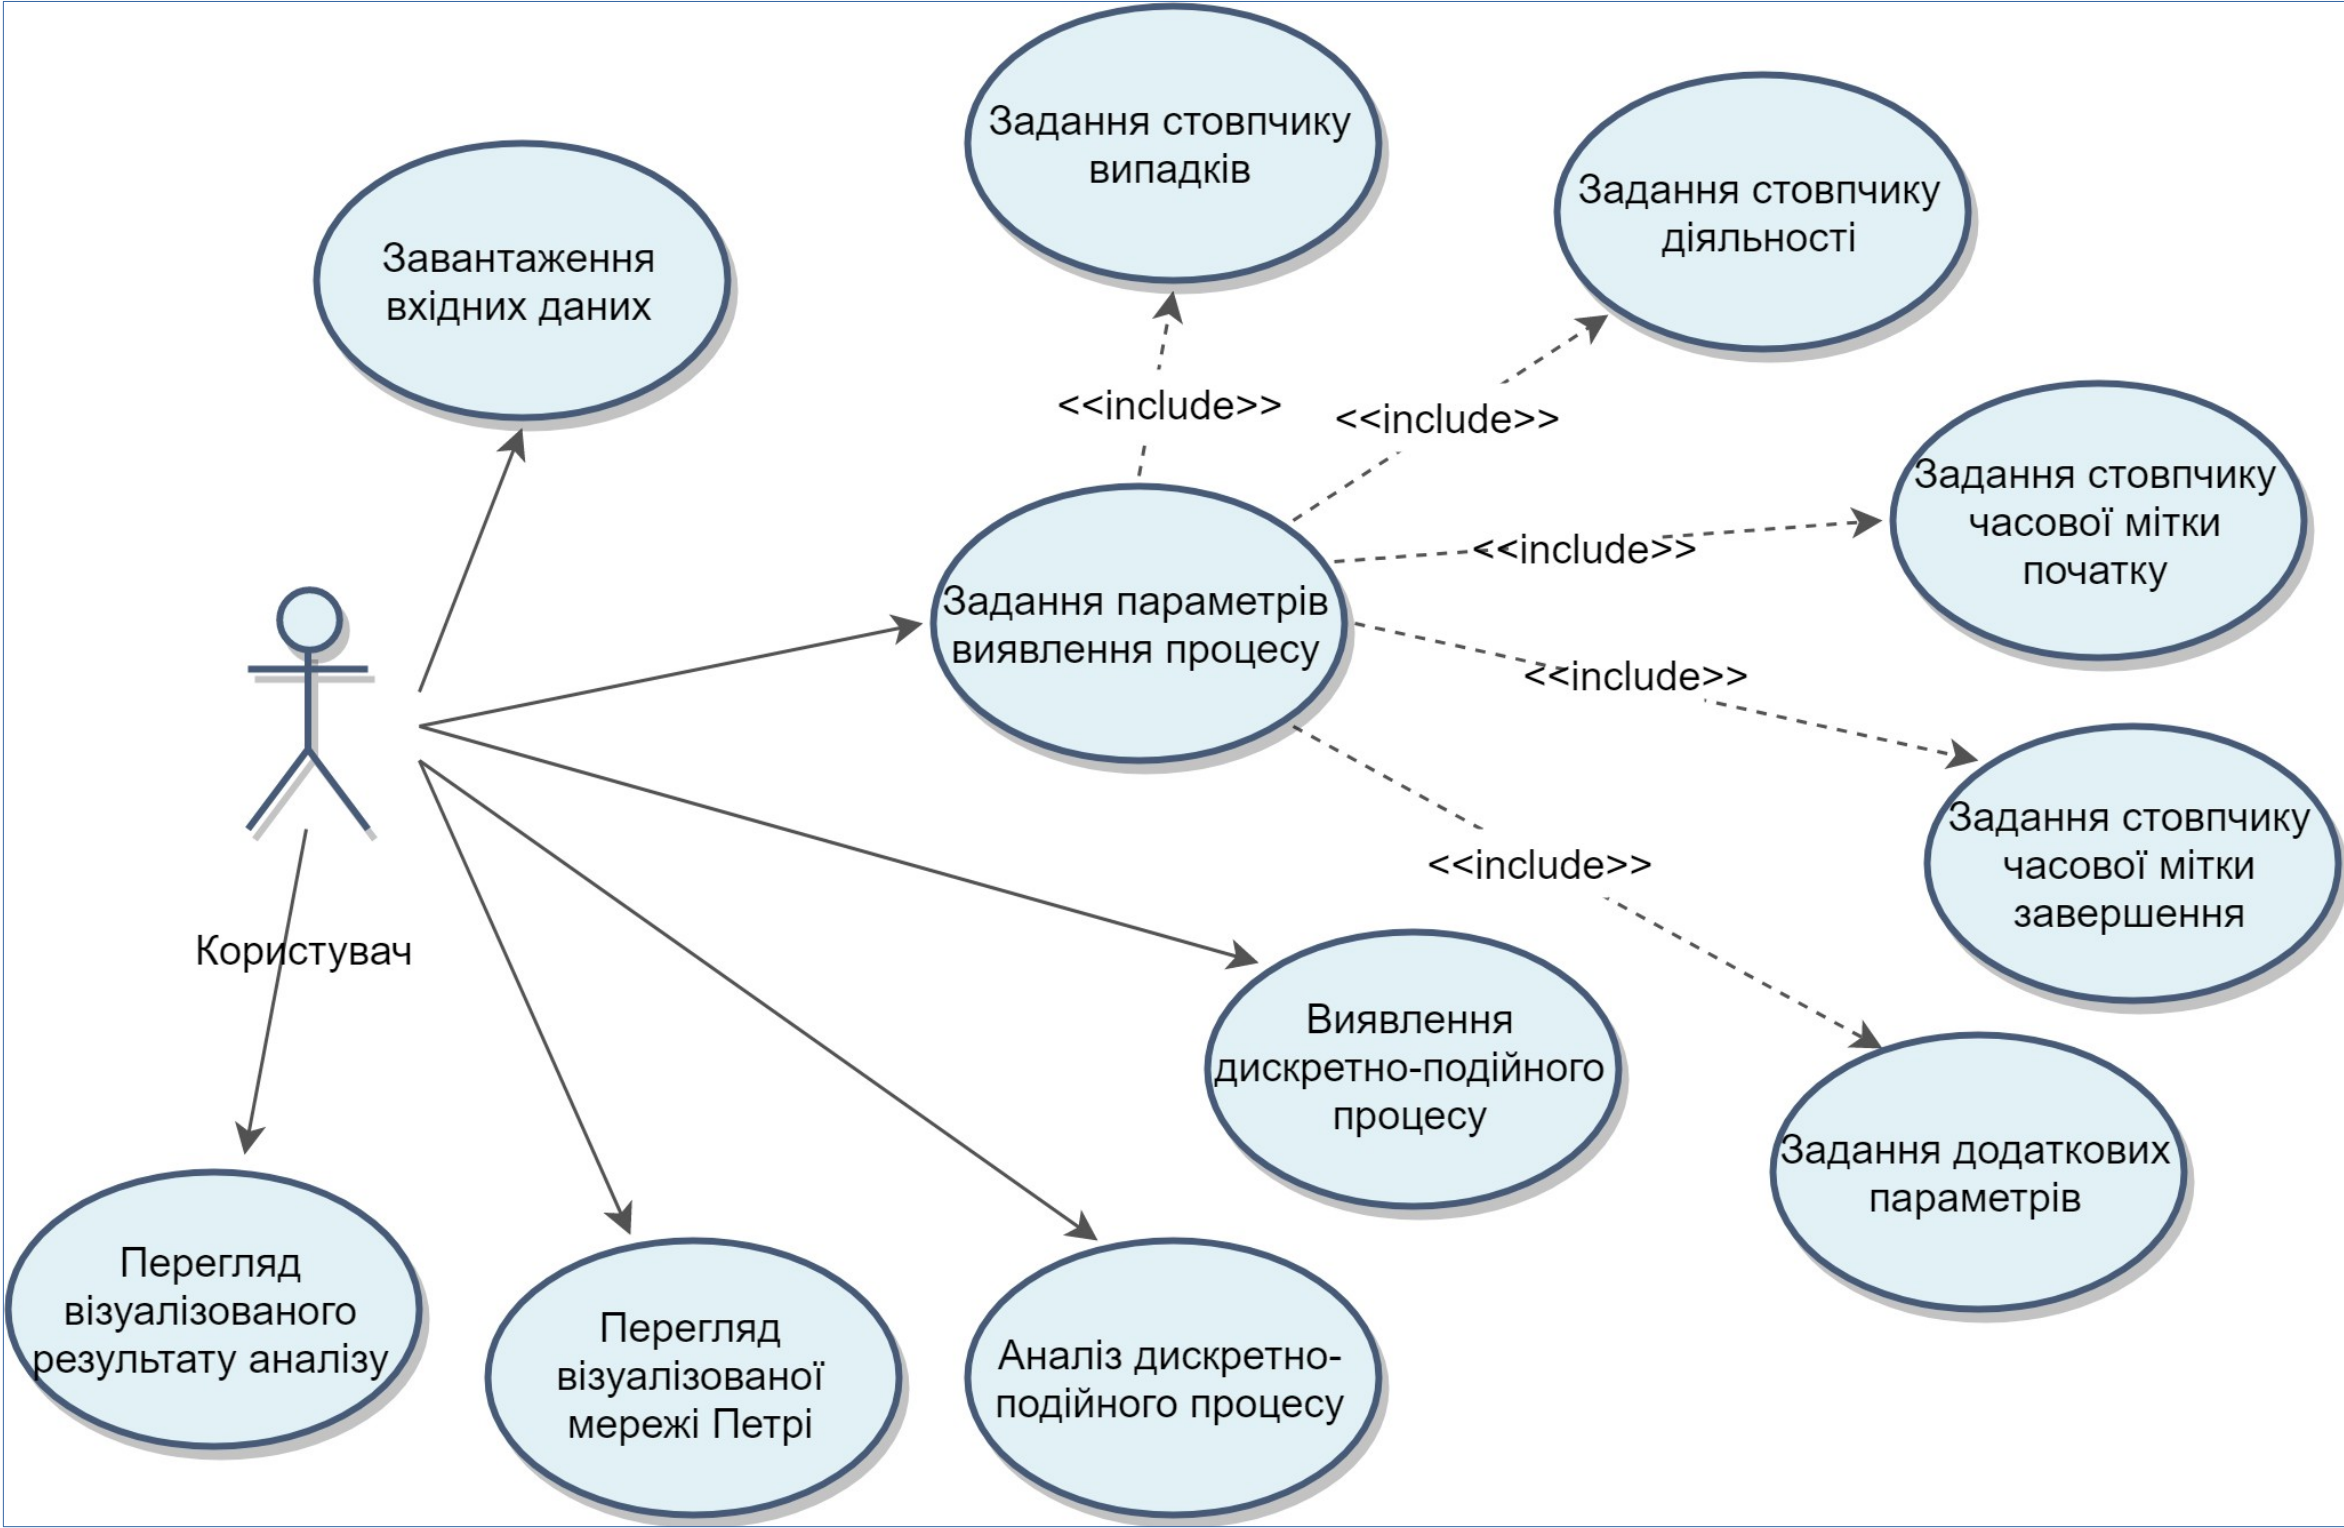 Задання стовпчику
випадків
Задання стовпчику
діяльності
Завантаження
вхідних даних
<<include>>
<<include>>
Задання стовпчику
часової мітки
початку
<<include>>
Задання параметрів
виявлення процесу
<<include>>
Задання стовпчику
часової мітки
завершення
<<include>>
Користувач
Виявлення
дискретно-подійного
процесу
Задання додаткових
параметрів
Перегляд
візуалізованого
результату аналізу
Перегляд
візуалізованої
мережі Петрі
Аналіз дискретно-
подійного процесу